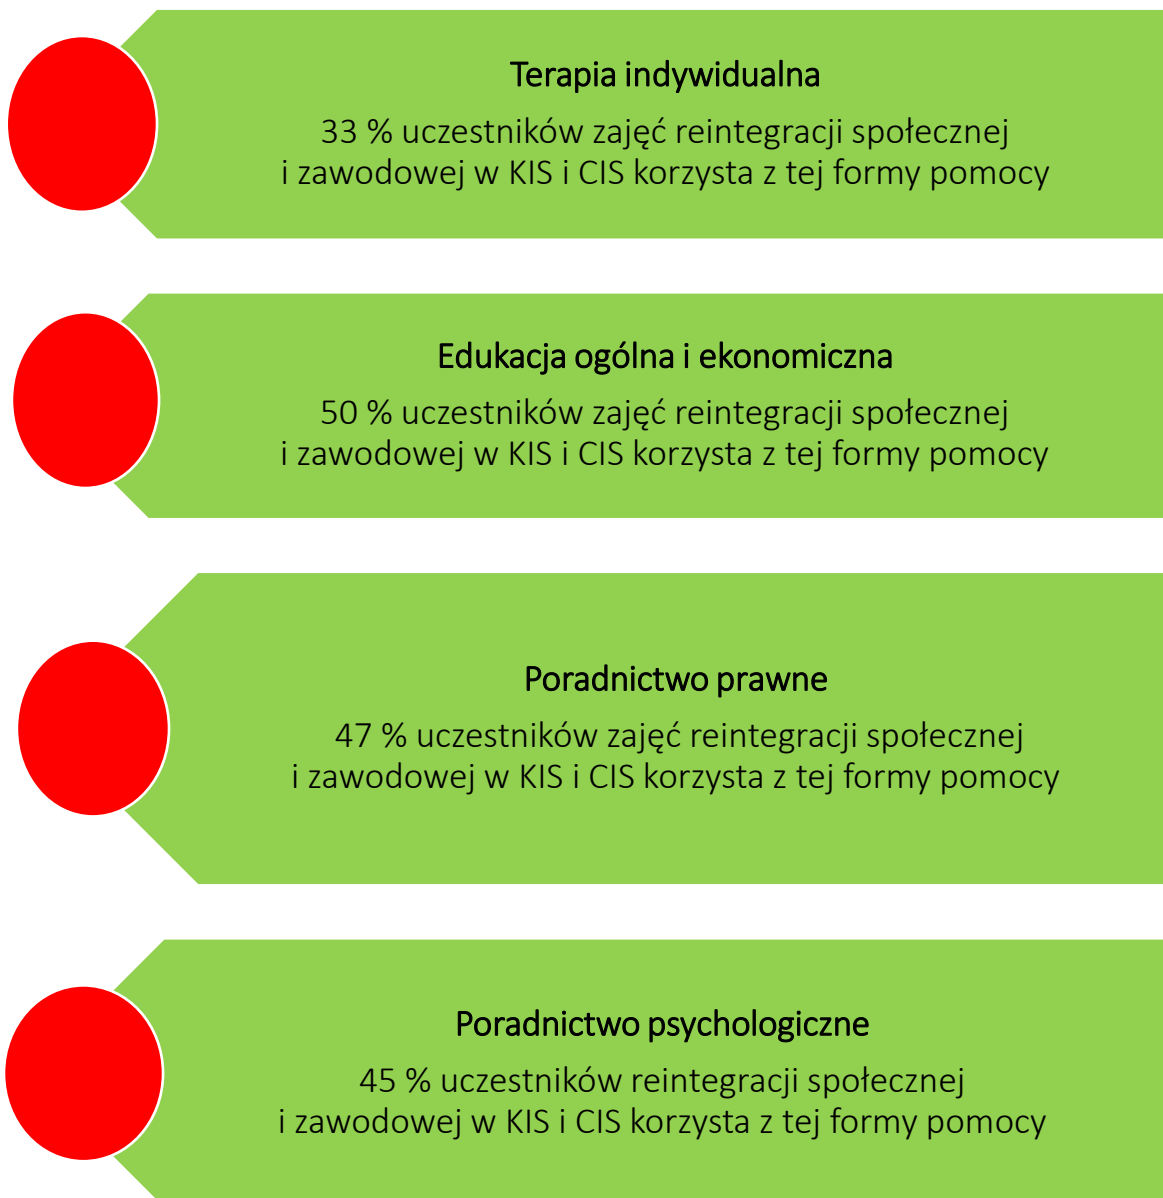 Terapia indywidualna
33 % uczestników zajęć reintegracji społecznej
i zawodowej w KIS i CIS korzysta z tej formy pomocy
Edukacja ogólna i ekonomiczna
50 % uczestników zajęć reintegracji społecznej
i zawodowej w KIS i CIS korzysta z tej formy pomocy
Poradnictwo prawne
47 % uczestników zajęć reintegracji społecznej
i zawodowej w KIS i CIS korzysta z tej formy pomocy
Poradnictwo psychologiczne
45 % uczestników reintegracji społecznej
i zawodowej w KIS i CIS korzysta z tej formy pomocy